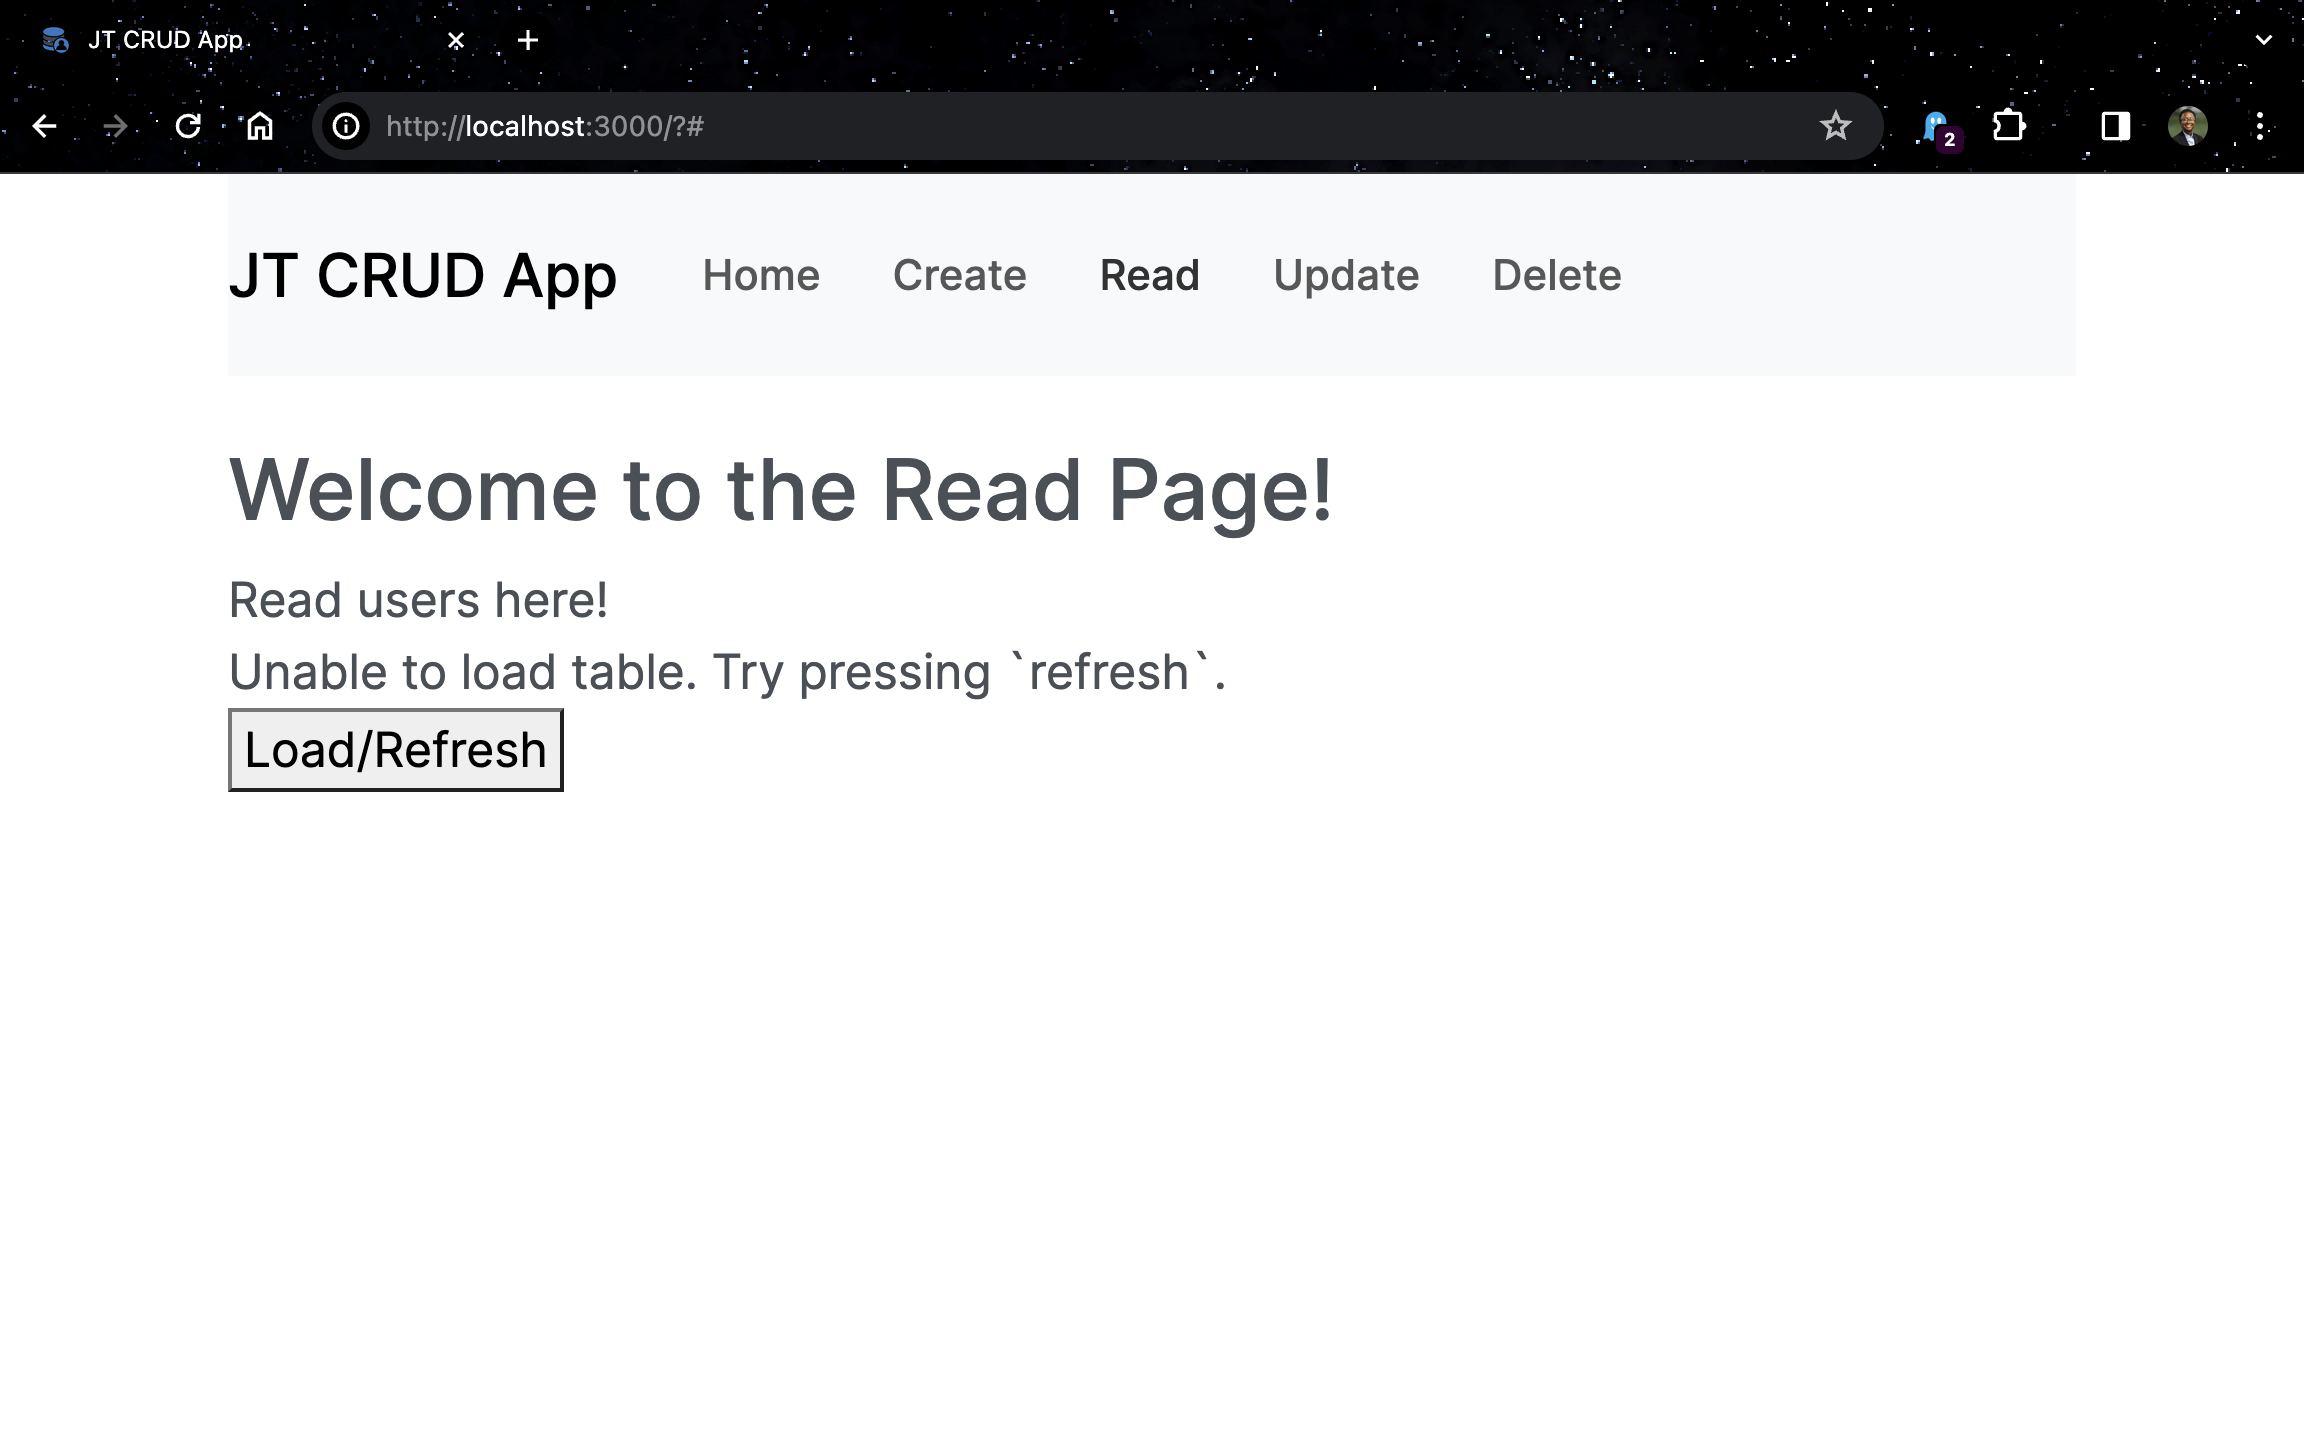 JT CRUD App
http://localhost:3000/?#
2
JT CRUD App Home Create Read Update Delete
Welcome to the Read Page!
Read users here!
Unable to load table. Try pressing `refresh`.
Load/Refresh